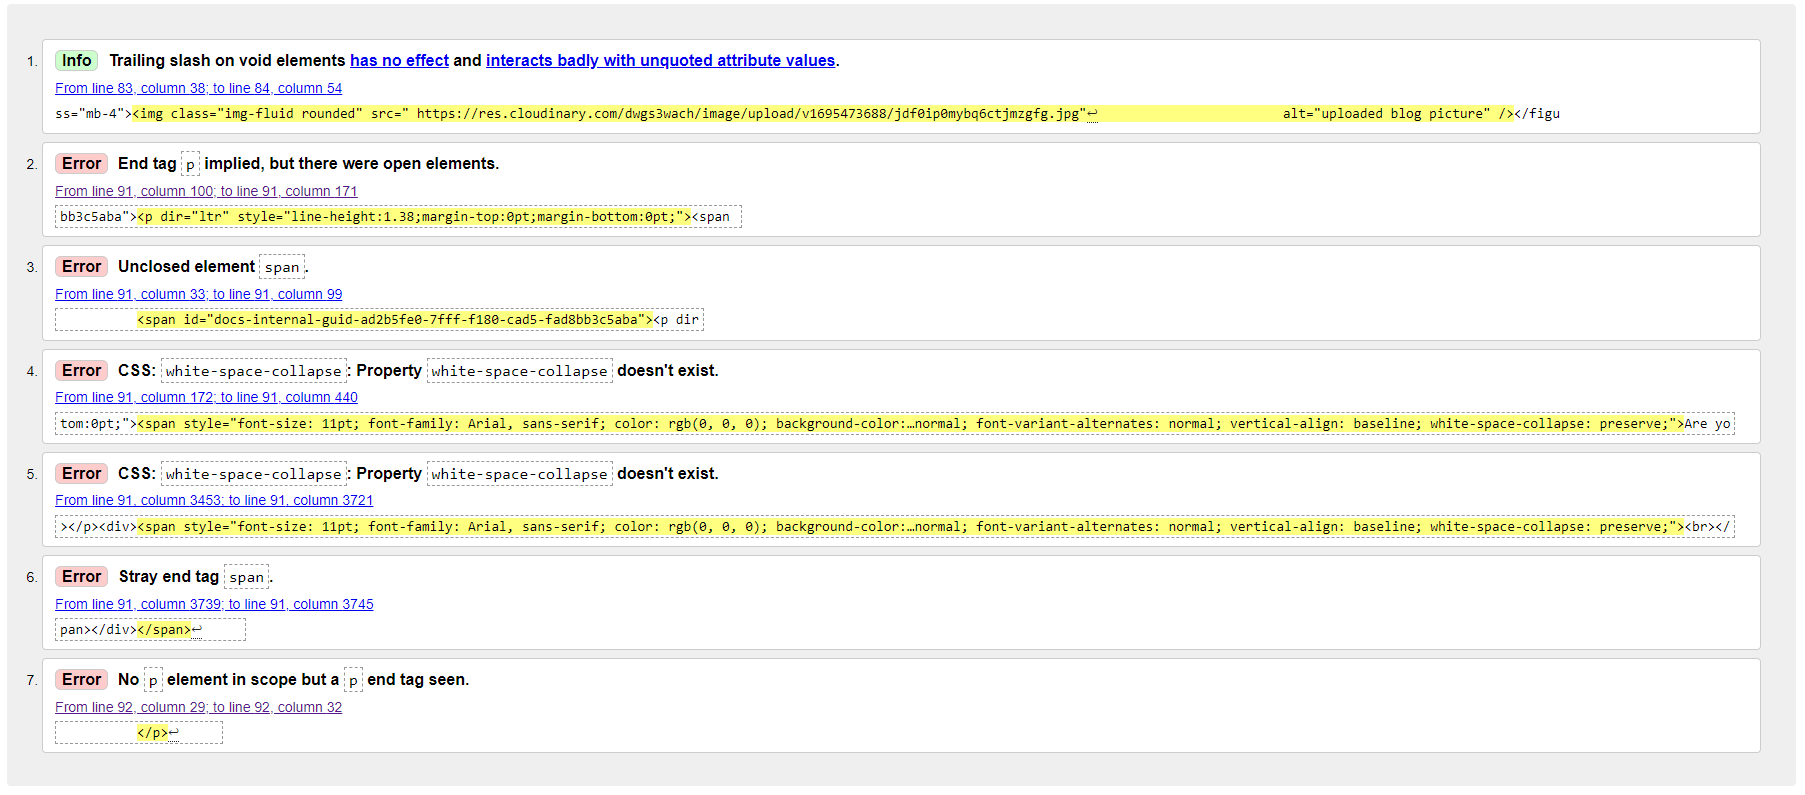 1. Info Trailing slash on void elements has no effect and interacts badly with unquoted attribute values.
From line 83, column 38; to line 84, column 54
ss="mb-4"><img class="img-fluid rounded" src=" https://res.cloudinary.com/dwgs3wach/image/upload/v1695473688/jdf0ip0mybq6ctjmzgfg.jpg"↩ alt="uploaded blog picture" /></figu
2. Error End tag p implied, but there were open elements.
From line 91, column 100; to line 91, column 171
bb3c5aba"><p dir="ltr" style="line-height:1.38;margin-top:0pt;margin-bottom:0pt;"><span
3. Error Unclosed element span.
From line 91, column 33; to line 91, column 99
<span id="docs-internal-guid-ad2b5fe0-7fff-f180-cad5-fad8bb3c5aba"><p dir
4. Error CSS: white-space-collapse: Property white-space-collapse doesn't exist.
From line 91, column 172; to line 91, column 440
tom:0pt;"><span style="font-size: 11pt; font-family: Arial, sans-serif; color: rgb(0, 0, 0); background-color:…normal; font-variant-alternates: normal; vertical-align: baseline; white-space-collapse: preserve;">Are yo
5. Error CSS: white-space-collapse: Property white-space-collapse doesn't exist.
From line 91, column 3453; to line 91, column 3721
></p><div><span style="font-size: 11pt; font-family: Arial, sans-serif; color: rgb(0, 0, 0); background-color:…normal; font-variant-alternates: normal; vertical-align: baseline; white-space-collapse: preserve;"><br></
6. Error Stray end tag span.
From line 91, column 3739; to line 91, column 3745
pan></div></span>↩
7. Error No p element in scope but a p end tag seen.
From line 92, column 29; to line 92, column 32
</p>↩